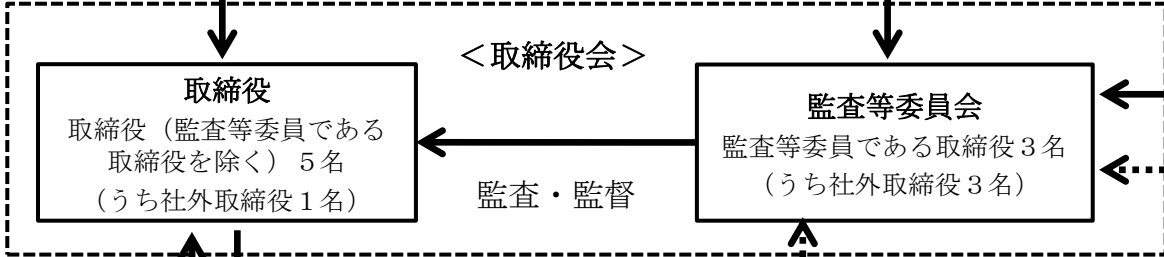 ＜取締役会＞
取締役
取締役（監査等委員である
取締役を除く）５名
（うち社外取締役１名）
監査・監督
監査等委員会
監査等委員である取締役３名
（うち社外取締役３名）